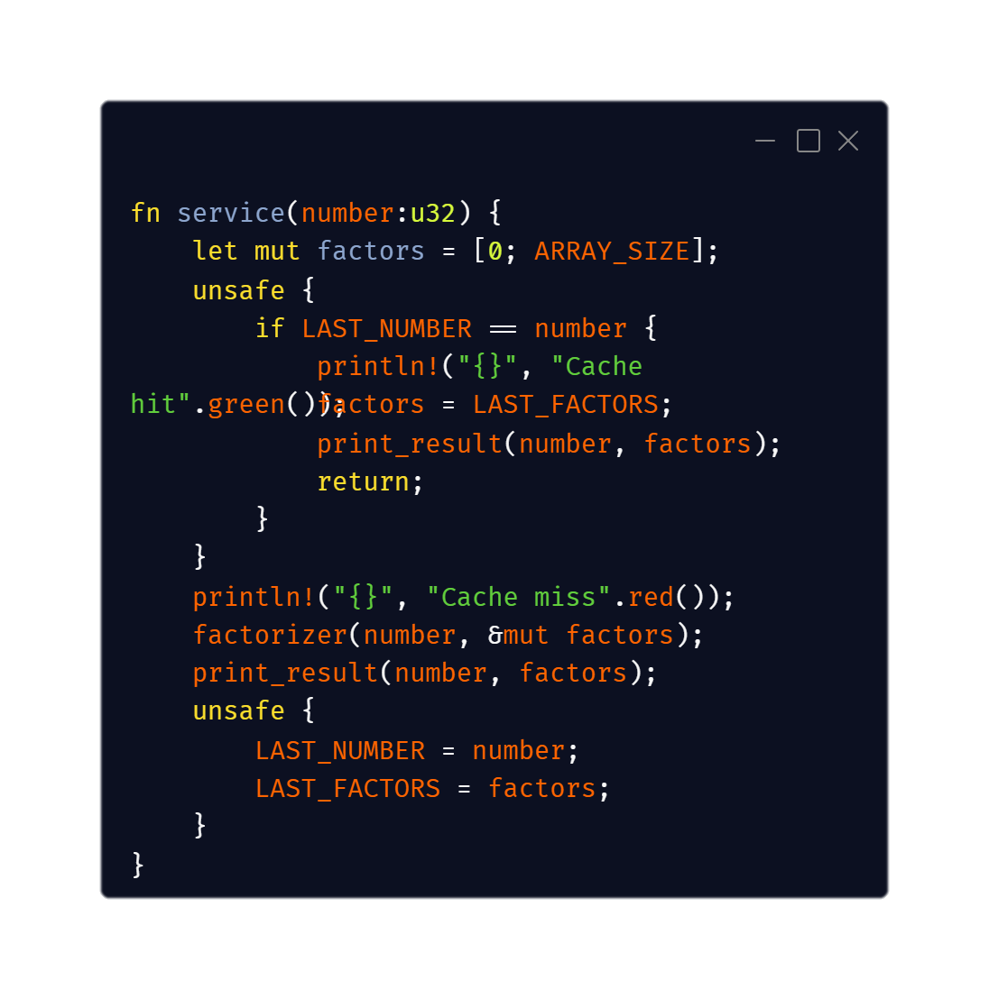 fn service(number:u32) {
    let mut factors = [0; ARRAY_SIZE];
    unsafe {
        if LAST_NUMBER == number {
            println!("{}", "Cache
hit".green());
            factors = LAST_FACTORS;
            print_result(number, factors);
            return;
        }
    }
    println!("{}", "Cache miss".red());
    factorizer(number, &mut factors);
    print_result(number, factors);
    unsafe {
        LAST_NUMBER = number;
        LAST_FACTORS = factors;
    }
}